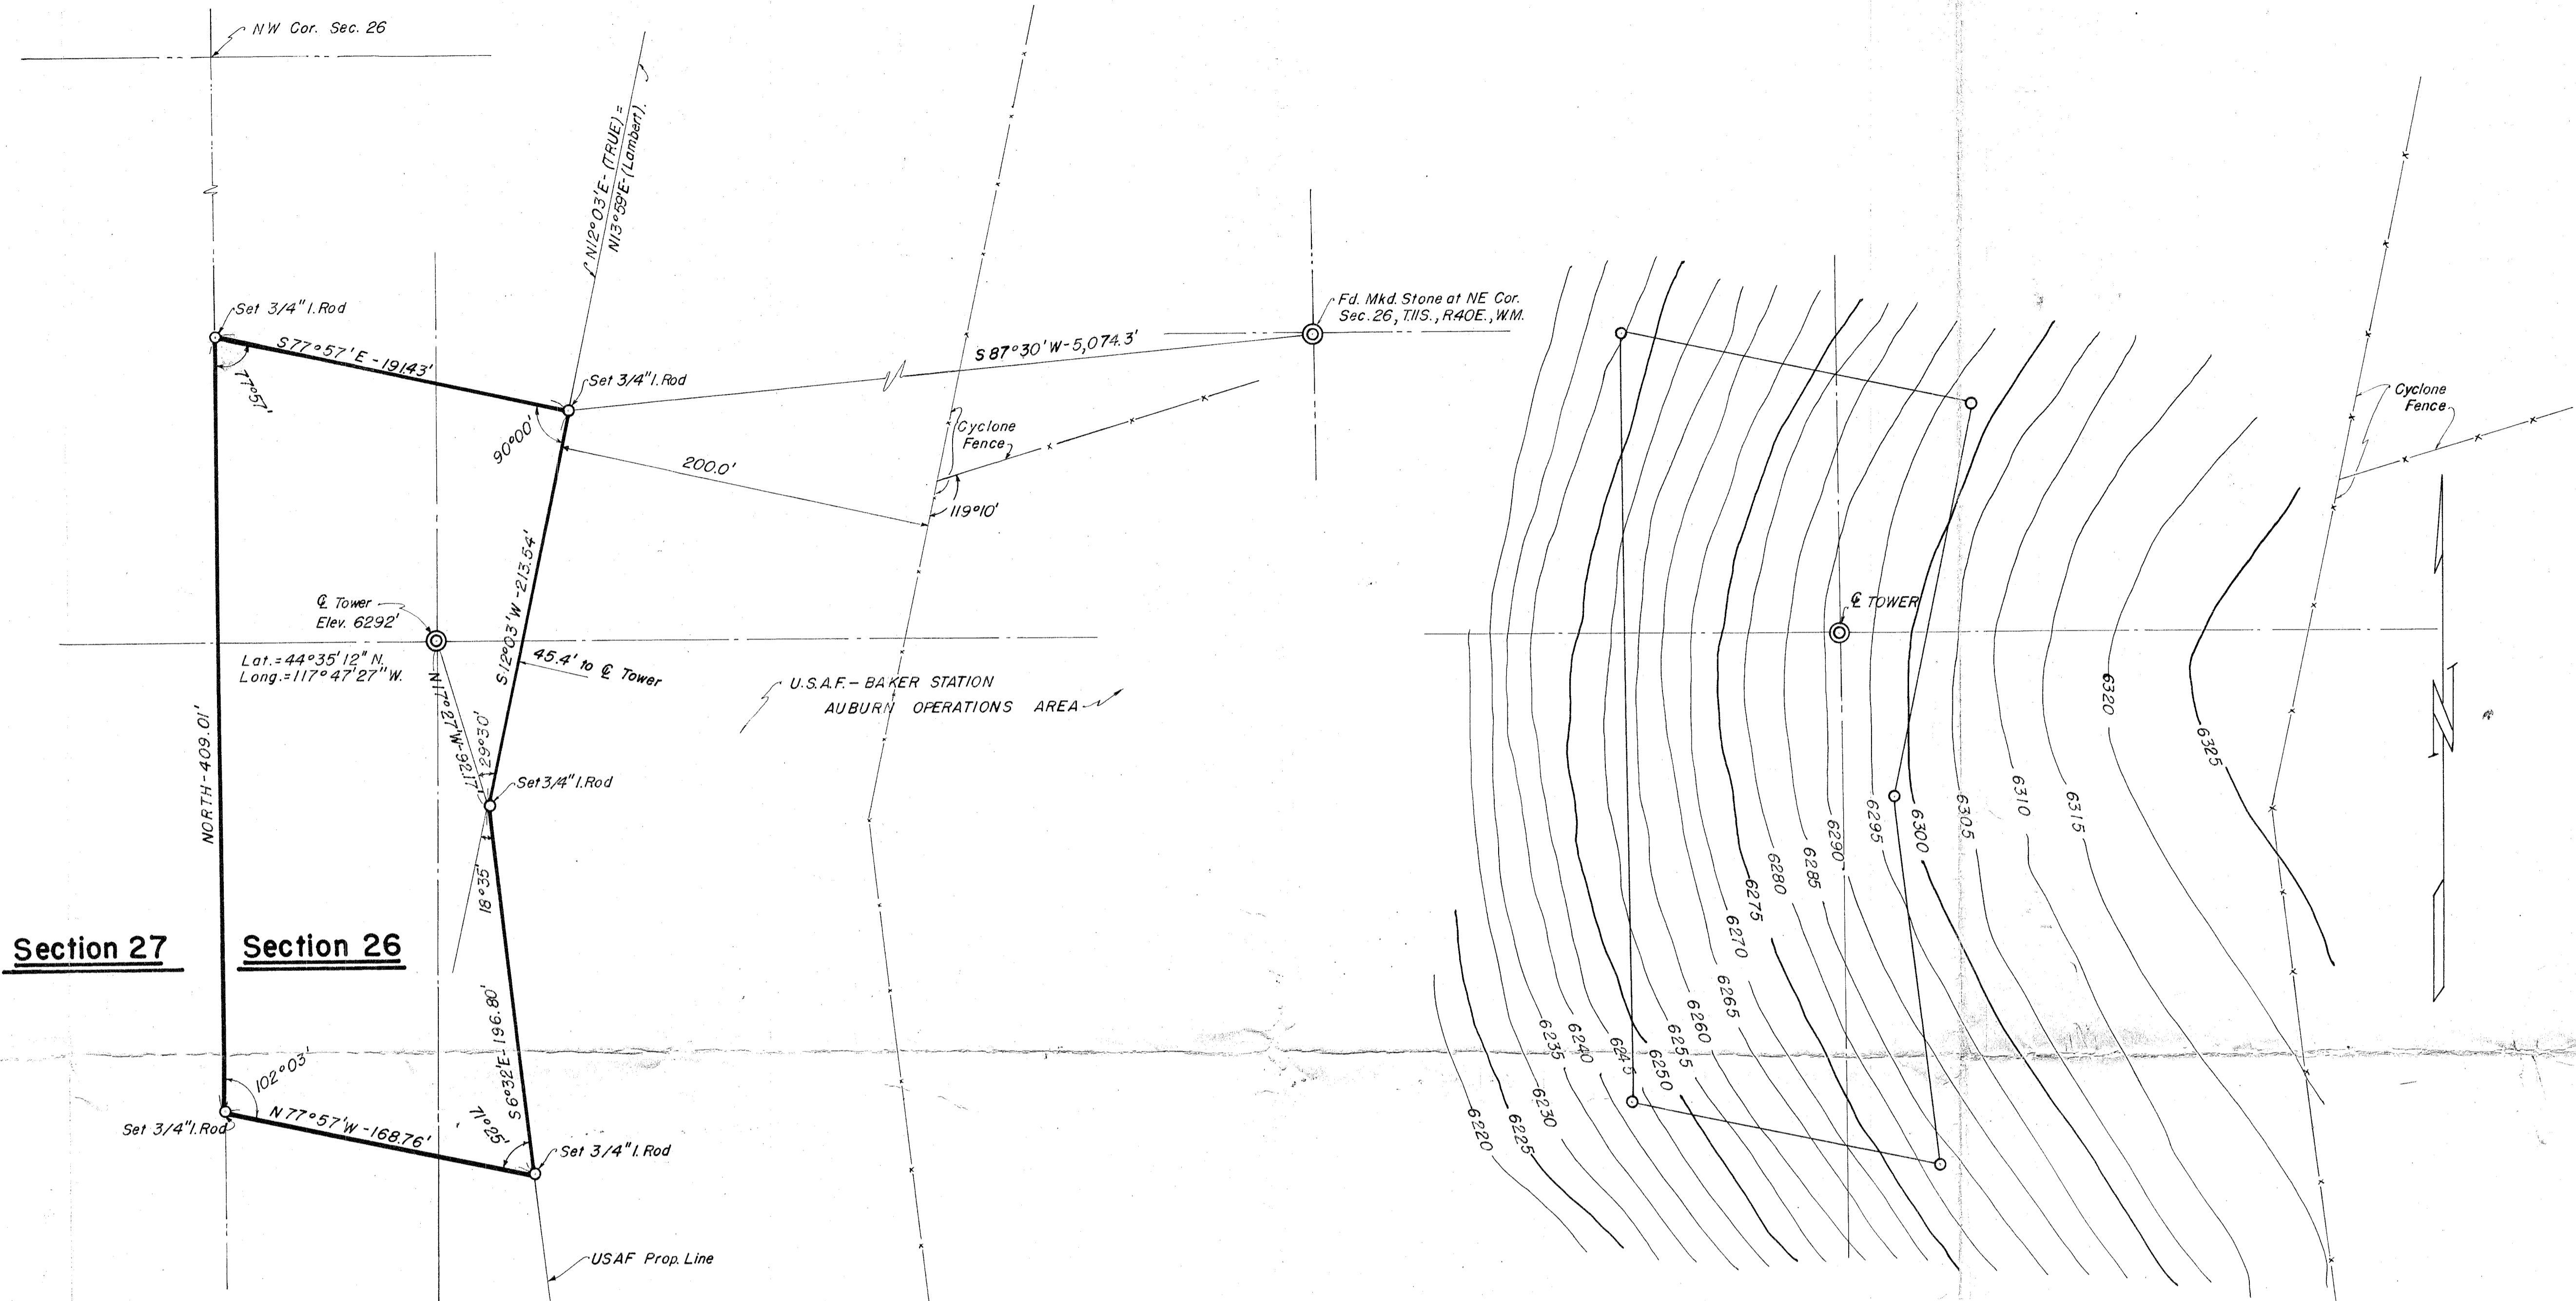 NW Cor. Sec. 26
N12°03'E-(TRUE)=
N13°59'E-(Lambert).
Set 3/4" I.Rod
S77°57'E -191.43'
77°57'
Set 3/4" I.Rod
90°00'
S 87°30'W-5,074.3'
Fd. Mkd. Stone at NE Cor.
Sec. 26, T.11S., R40E., W.M.
Cyclone
Fence
200.0'
119°10'
S12°03'W -213.54'
℄ Tower
Elev. 6292'
Lat.=44°35'12" N.
Long.=117°47'27" W.
45.4' to ℄ Tower
N17°27'W-92.17'
29°30'
U.S.A.F.- BAKER STATION
AUBURN OPERATIONS AREA
NORTH-409.01'
Set 3/4" I.Rod
18°35'
Section 27
Section 26
S6°32'E-196.80'
102°03'
N 77°57'W -168.76'
71°25'
Set 3/4" I.Rod
Set 3/4" I.Rod
USAF Prop. Line
Cyclone
Fence
℄ TOWER
6320
6325
6290
6295
6300
6305
6310
6315
6285
6280
6275
6270
6265
6260
6255
6250
6245
6240
6235
6230
6225
6220
N